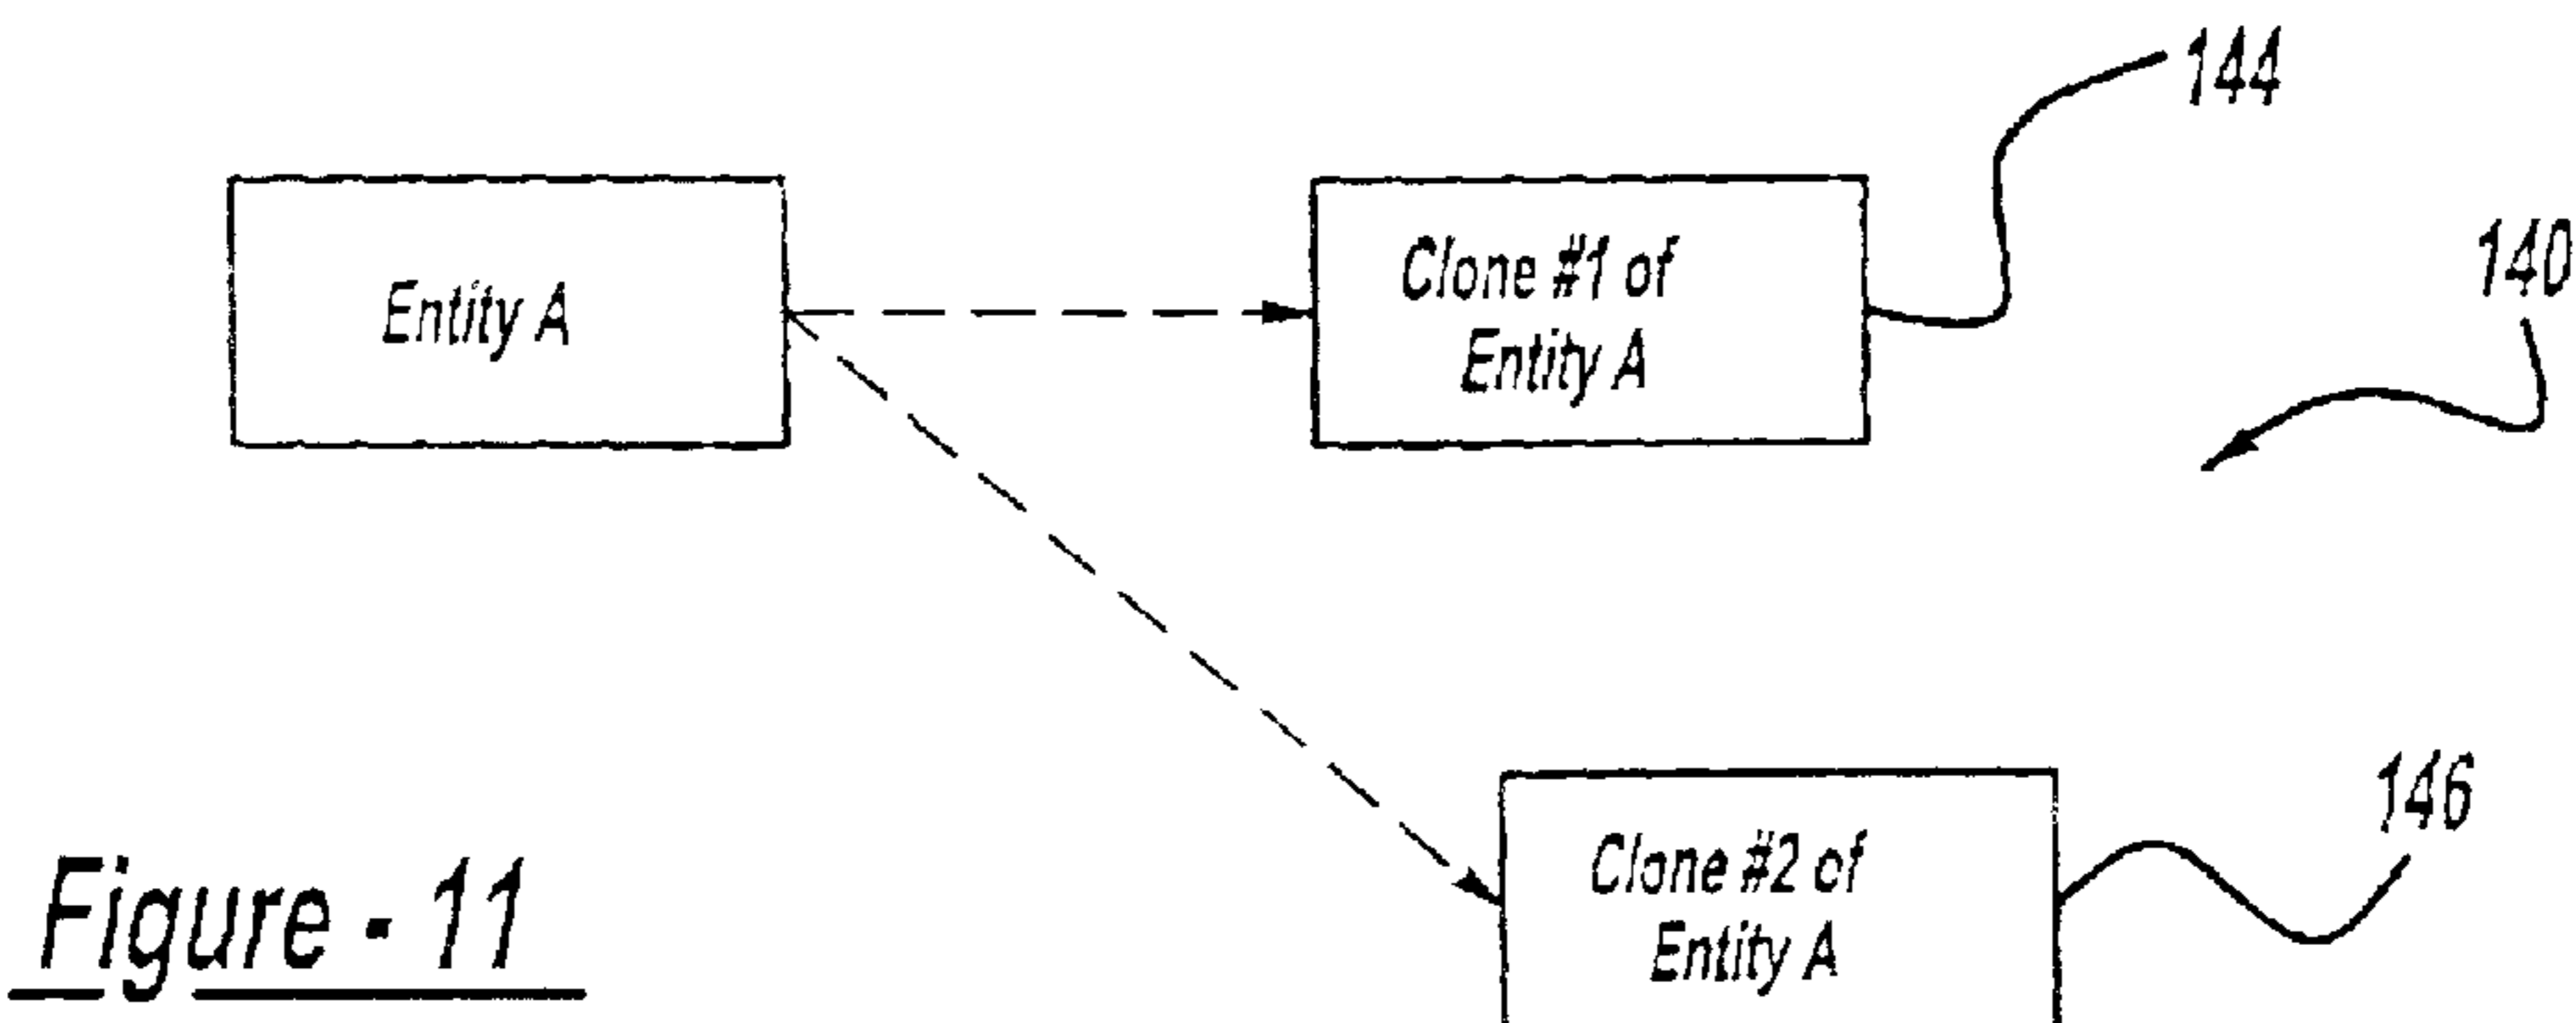 144
140
Entity A
Clone #1 of
Entity A
146
Clone #2 of
Entity A
Figure - 11